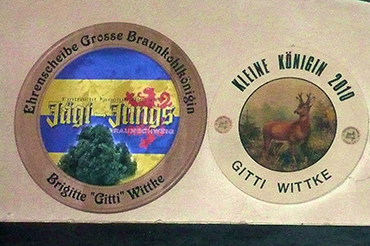 Ehrenscheibe Grosse Braunkohlkönigin
Jägi-Jungs
BRAUNSCHWEIG
Brigitte "Gitti" Wittke
KLEINE KÖNIGIN 2010
GITTI WITTKE